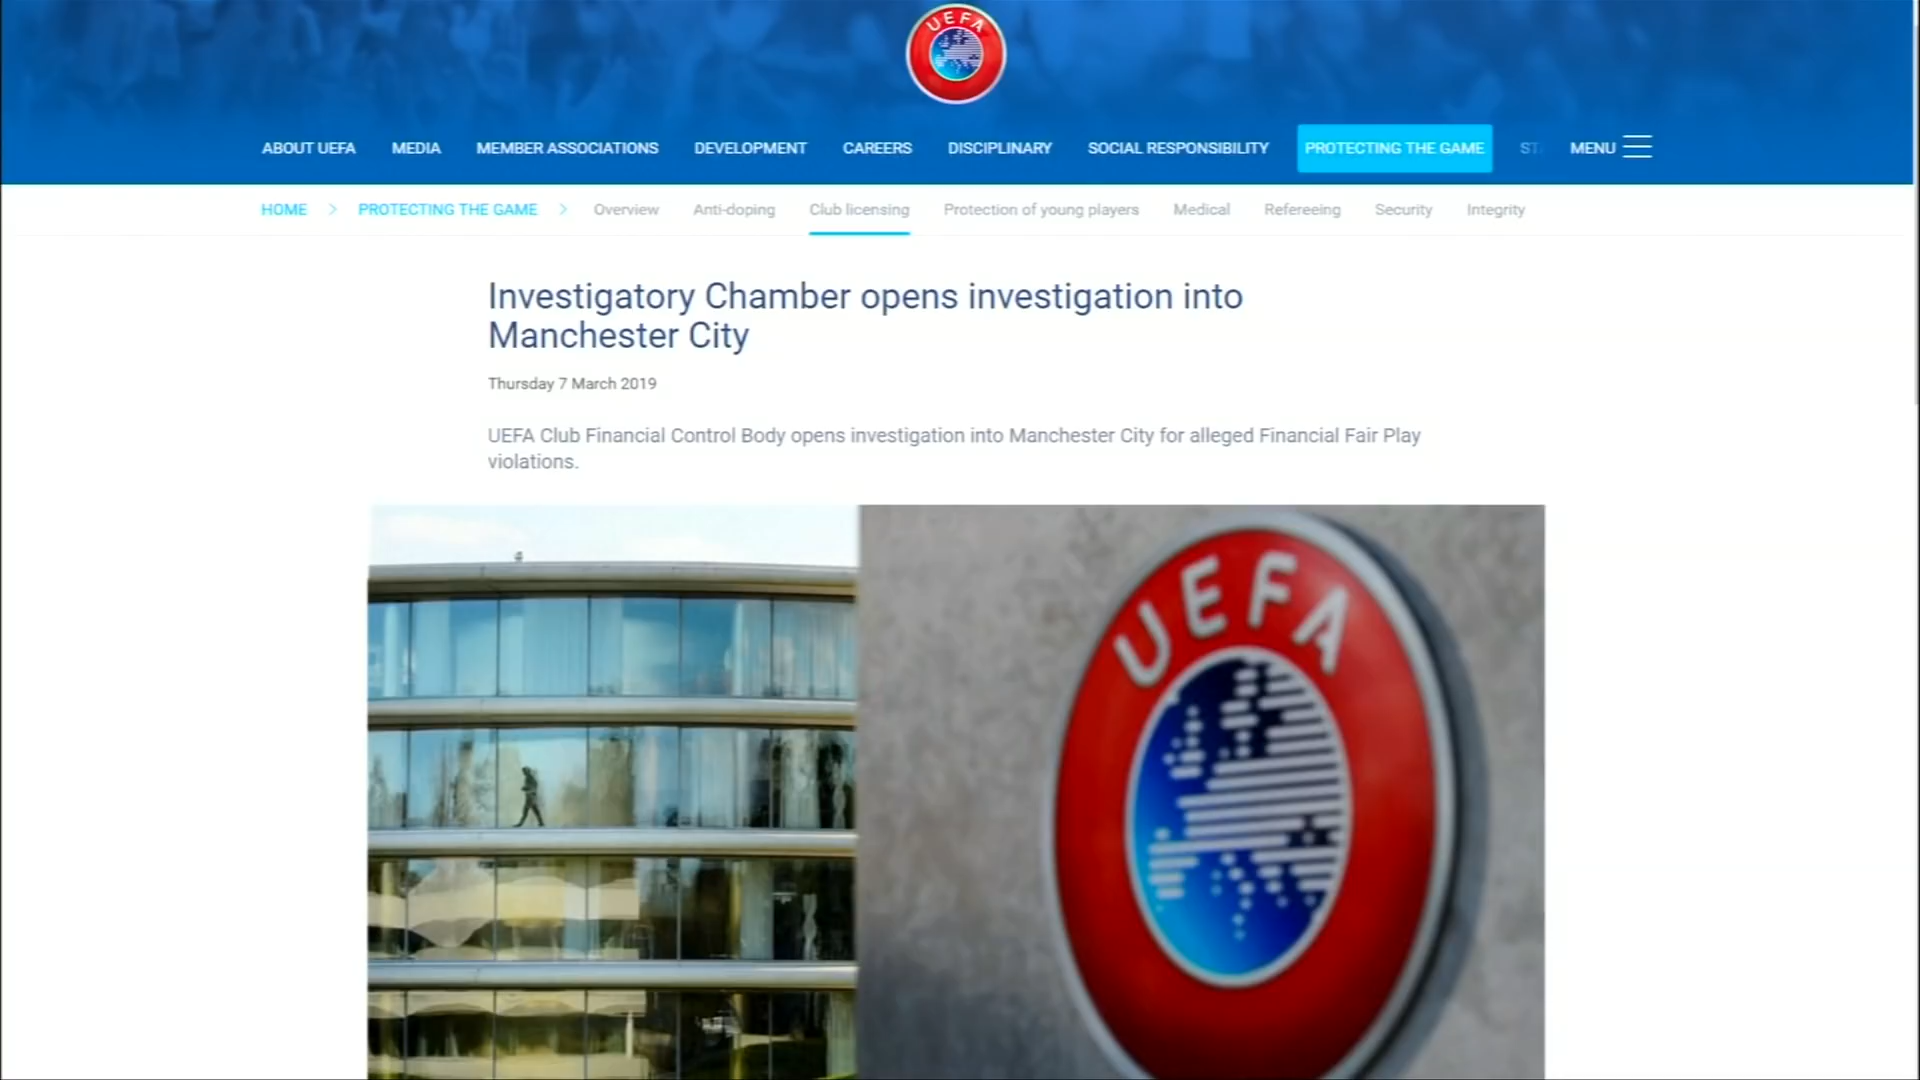 UEFA
ABOUT UEFA MEDIA MEMBER ASSOCIATIONS DEVELOPMENT CAREERS DISCIPLINARY SOCIAL RESPONSIBILITY PROTECTING THE GAME ST MENU
HOME > PROTECTING THE GAME > Overview Anti-doping Club licensing Protection of young players Medical Refereeing Security Integrity
Investigatory Chamber opens investigation into
Manchester City
Thursday 7 March 2019
UEFA Club Financial Control Body opens investigation into Manchester City for alleged Financial Fair Play
violations.
UEFA